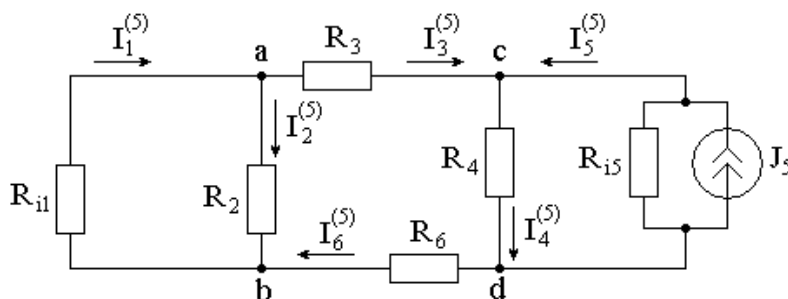 I₁⁽⁵⁾ a R₃ I₃⁽⁵⁾ c I₅⁽⁵⁾
I₂⁽⁵⁾
Rᵢ₁ R₂ R₄ Rᵢ₅ J₅
I₆⁽⁵⁾ R₆ I₄⁽⁵⁾
b d